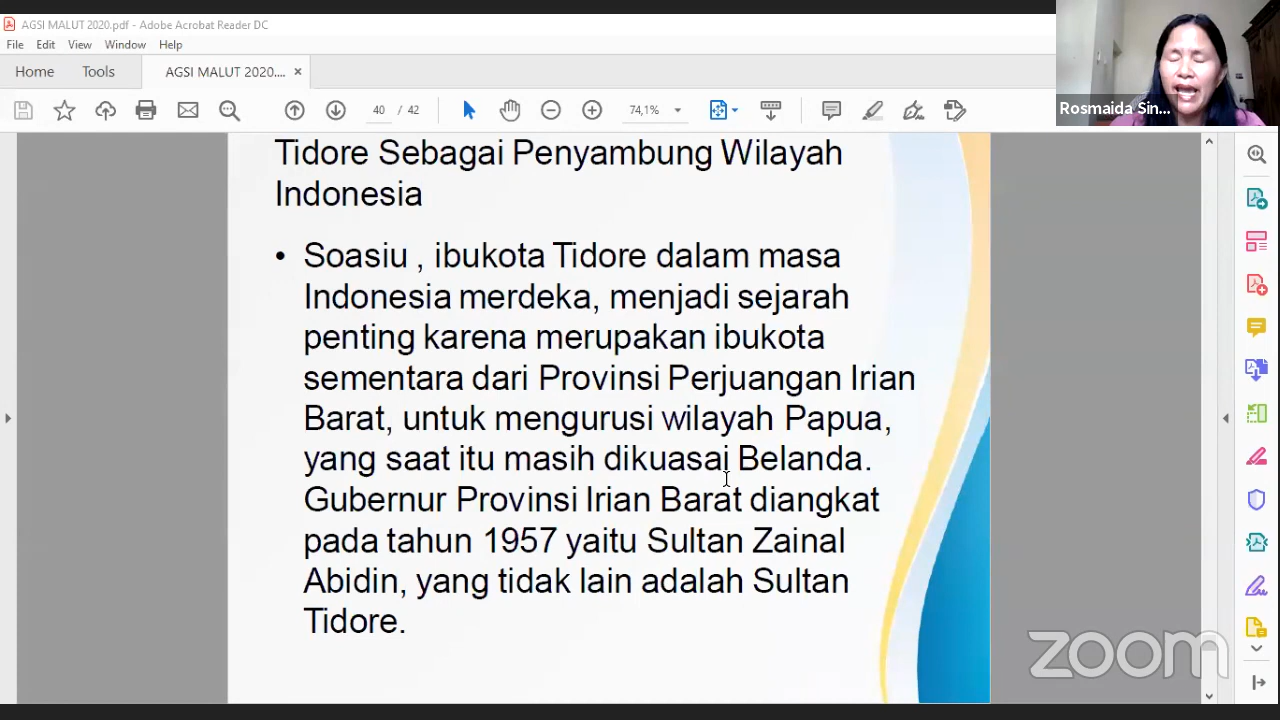 AGSI MALUT 2020.pdf - Adobe Acrobat Reader DC
File Edit View Window Help
Home Tools AGSI MALUT 2020.... ×
40 / 42 74,1%
Rosmaida Sin...
Tidore Sebagai Penyambung Wilayah
Indonesia
• Soasiu , ibukota Tidore dalam masa
Indonesia merdeka, menjadi sejarah
penting karena merupakan ibukota
sementara dari Provinsi Perjuangan Irian
Barat, untuk mengurusi wilayah Papua,
yang saat itu masih dikuasai Belanda.
Gubernur Provinsi Irian Barat diangkat
pada tahun 1957 yaitu Sultan Zainal
Abidin, yang tidak lain adalah Sultan
Tidore.
zoom